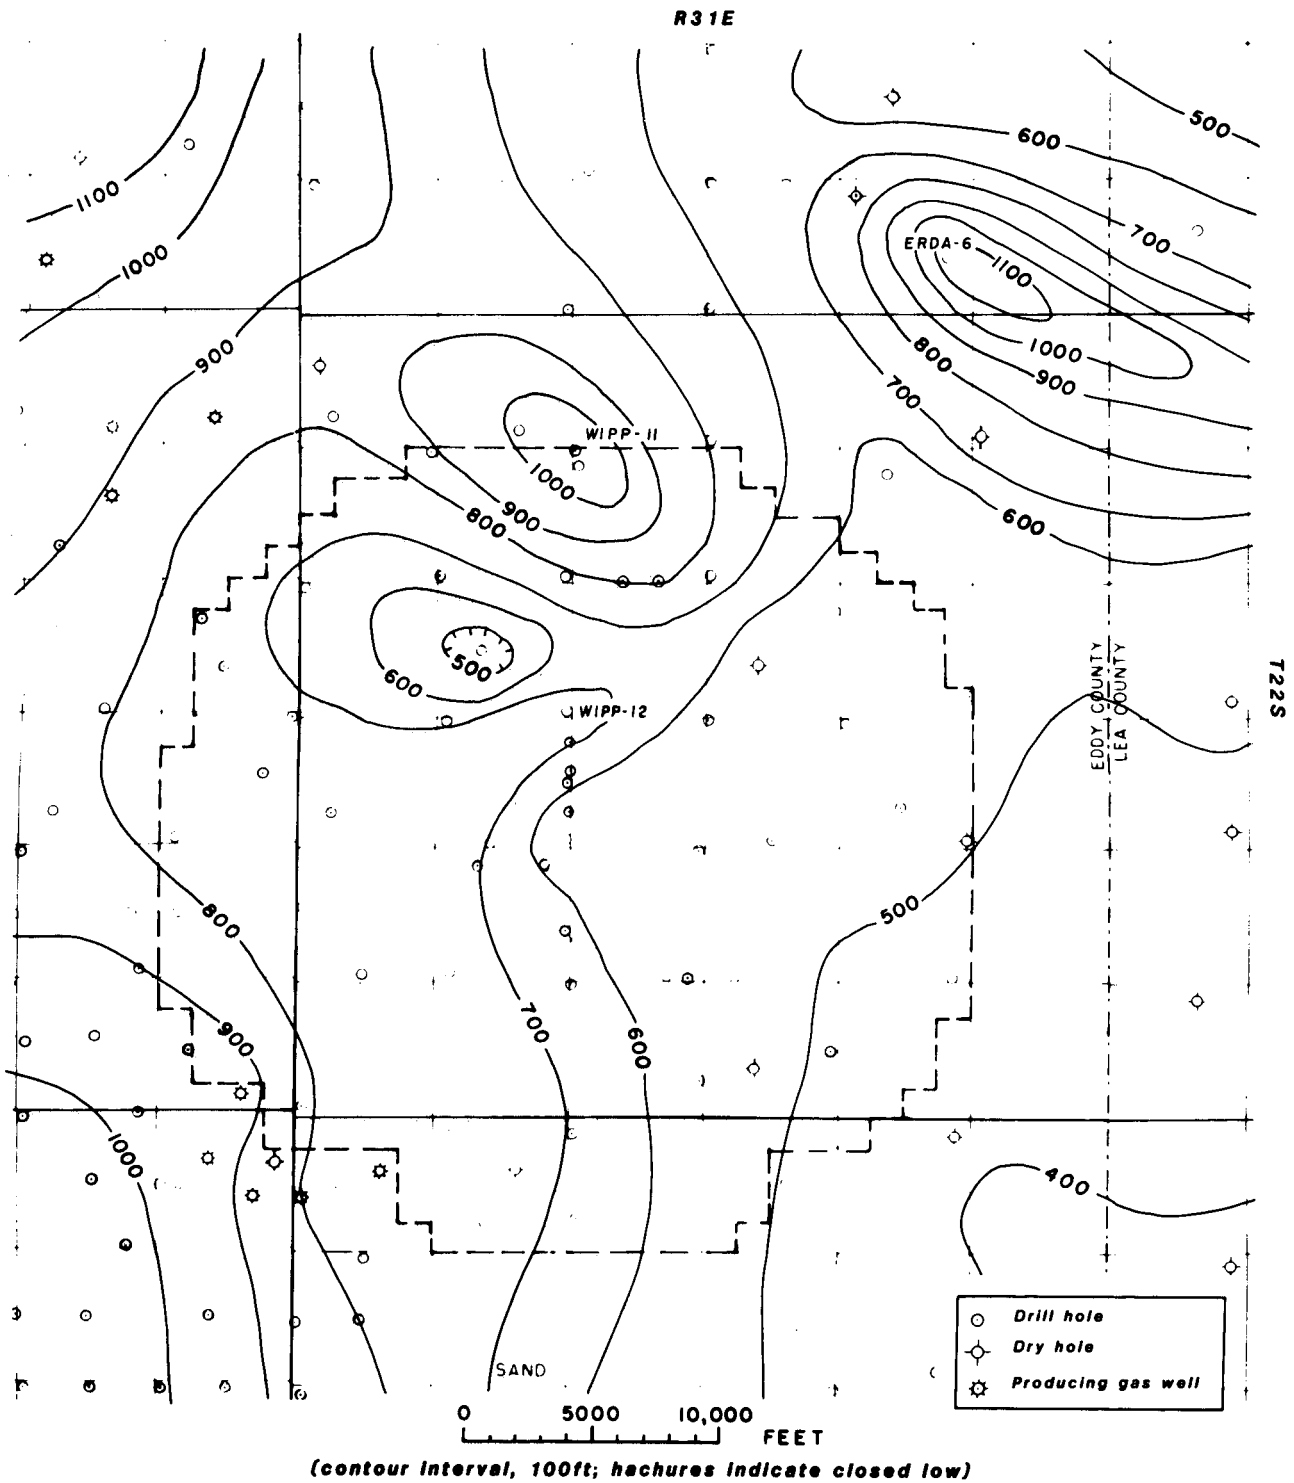 R31E
500
600
1100
700
ERDA-6
1100
1000
900
1000
800
900
700
WIPP-11
1000
900
800
600
EDDY COUNTY
LEA COUNTY
T22S
500
600
WIPP-12
800
500
900
700
600
1000
400
SAND
Drill hole
Dry hole
Producing gas well
0 5000 10,000
FEET
(contour interval, 100ft; hachures indicate closed low)